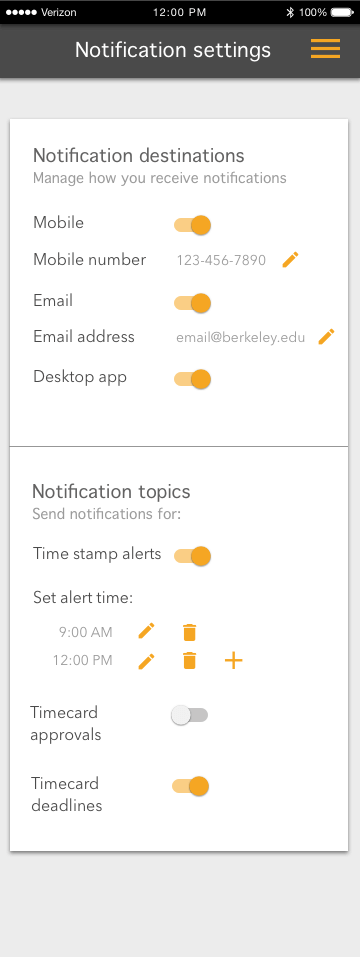 Verizon 12:00 PM 100%
Notification settings
Notification destinations
Manage how you receive notifications
Mobile
Mobile number 123-456-7890
Email
Email address email@berkeley.edu
Desktop app
Notification topics
Send notifications for:
Time stamp alerts
Set alert time:
9:00 AM
12:00 PM
Timecard
approvals
Timecard
deadlines